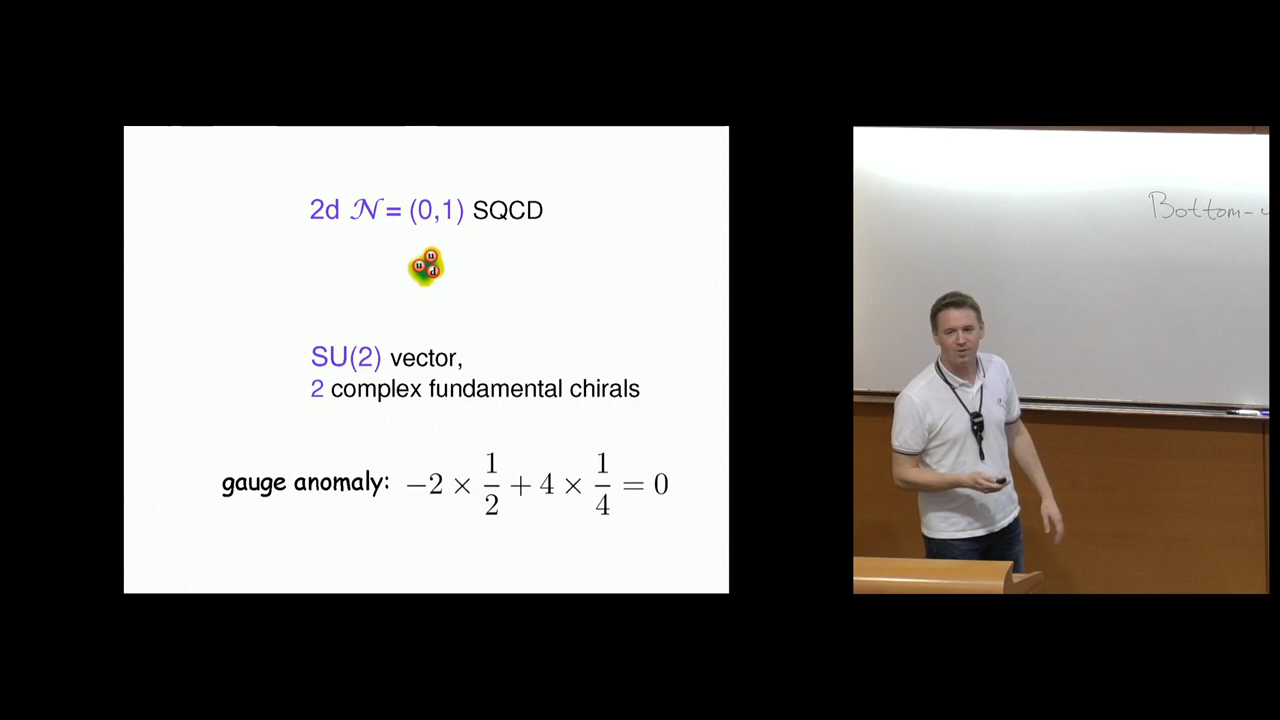 2d 𝒩 = (0,1) SQCD
u
u
d
SU(2) vector,
2 complex fundamental chirals
gauge anomaly: −2 × 1/2 + 4 × 1/4 = 0
Bottom-